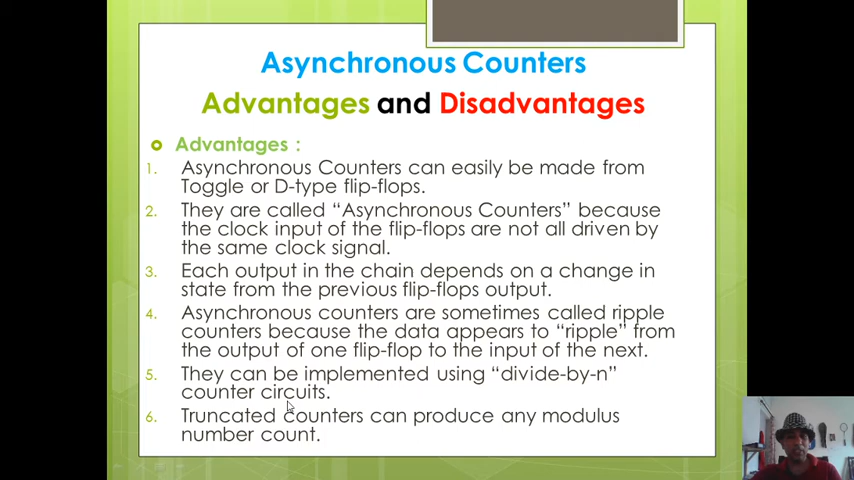 Asynchronous Counters
Advantages and Disadvantages
Advantages :
1. Asynchronous Counters can easily be made from
Toggle or D-type flip-flops.
2. They are called “Asynchronous Counters” because
the clock input of the flip-flops are not all driven by
the same clock signal.
3. Each output in the chain depends on a change in
state from the previous flip-flops output.
4. Asynchronous counters are sometimes called ripple
counters because the data appears to “ripple” from
the output of one flip-flop to the input of the next.
5. They can be implemented using “divide-by-n”
counter circuits.
6. Truncated counters can produce any modulus
number count.